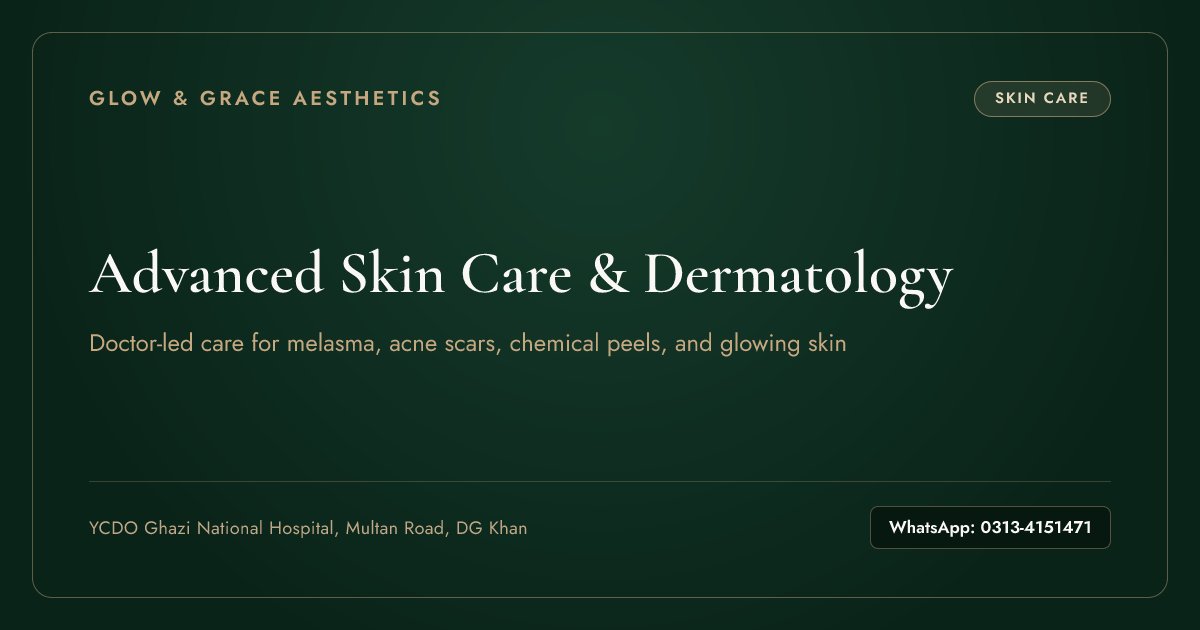 GLOW & GRACE AESTHETICS
SKIN CARE
Advanced Skin Care & Dermatology
Doctor-led care for melasma, acne scars, chemical peels, and glowing skin
YCDO Ghazi National Hospital, Multan Road, DG Khan
WhatsApp: 0313-4151471